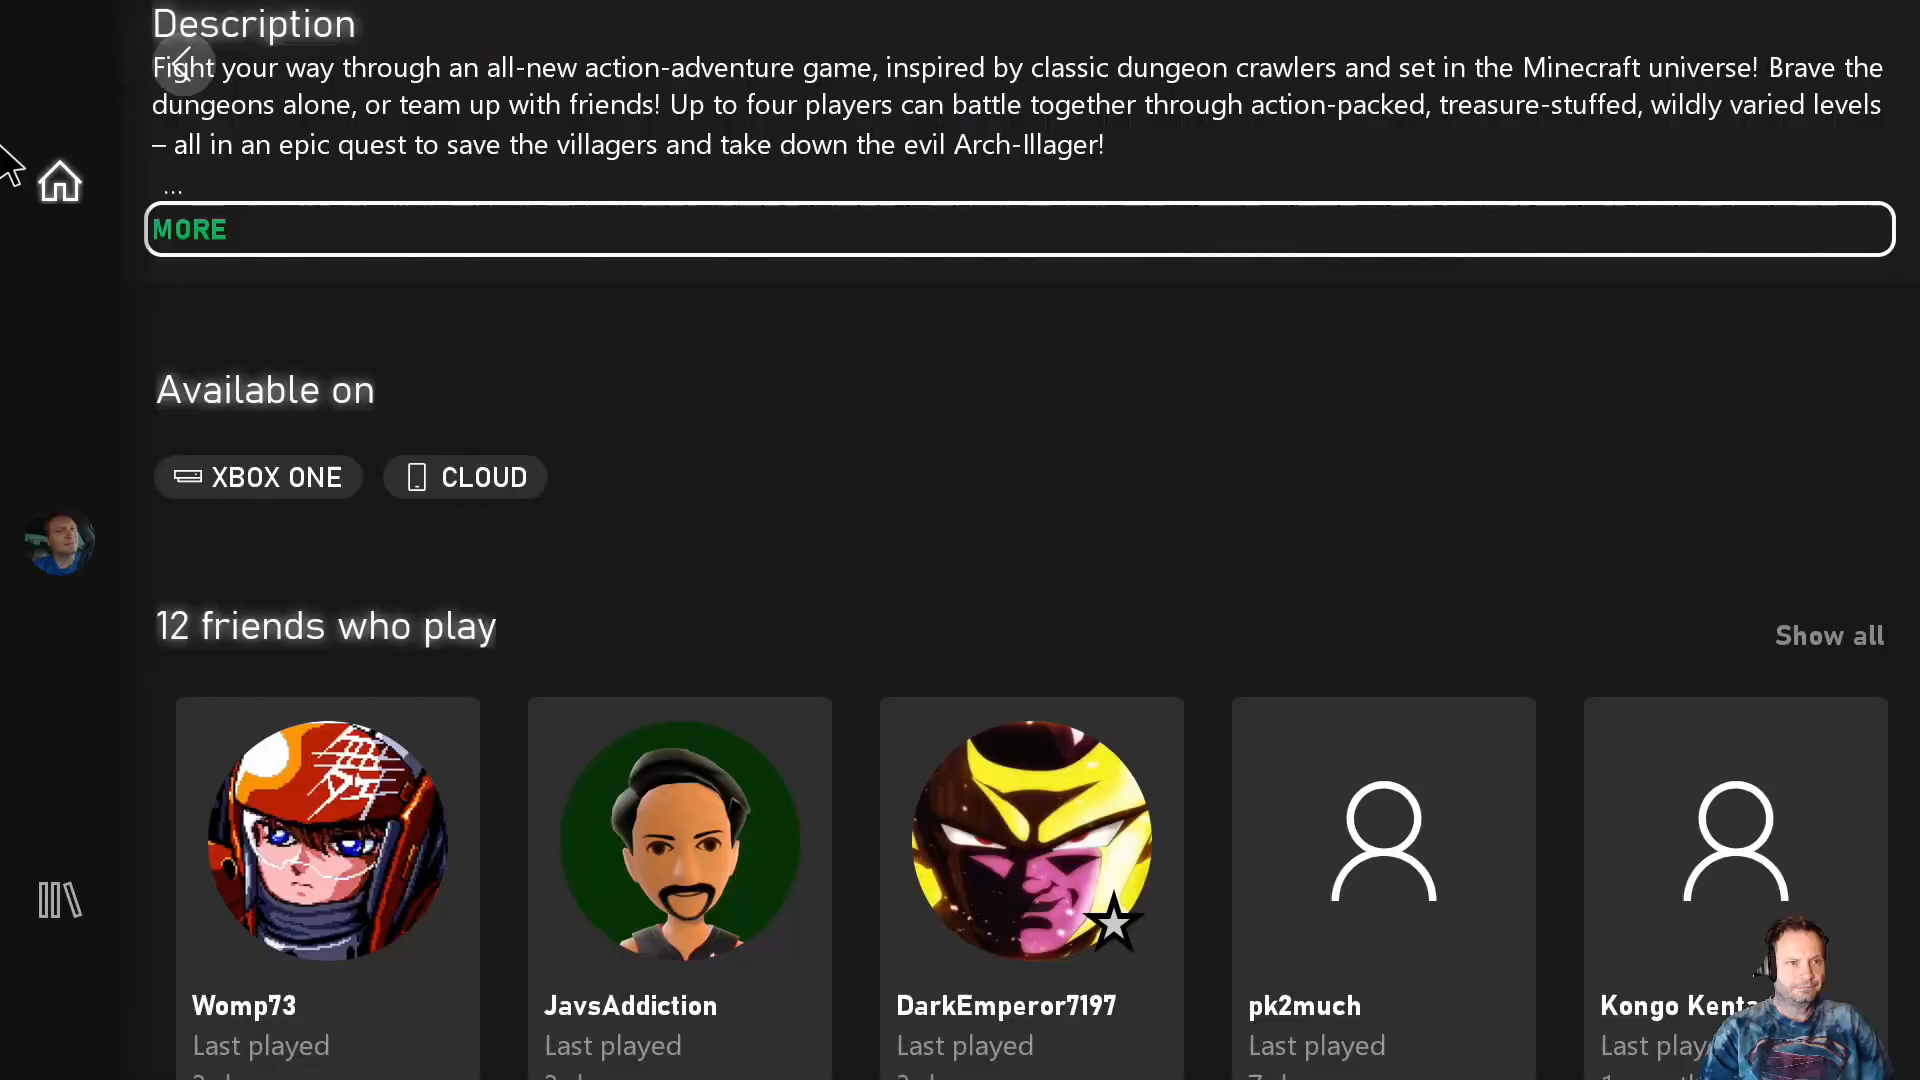 Description
Fight your way through an all-new action-adventure game, inspired by classic dungeon crawlers and set in the Minecraft universe! Brave the
dungeons alone, or team up with friends! Up to four players can battle together through action-packed, treasure-stuffed, wildly varied levels
– all in an epic quest to save the villagers and take down the evil Arch-Illager!
...
MORE
Available on
XBOX ONE
CLOUD
12 friends who play
Show all
Womp73
JavsAddiction
DarkEmperor7197
pk2much
Kongo
Last played
Last played
Last played
Last played
Last